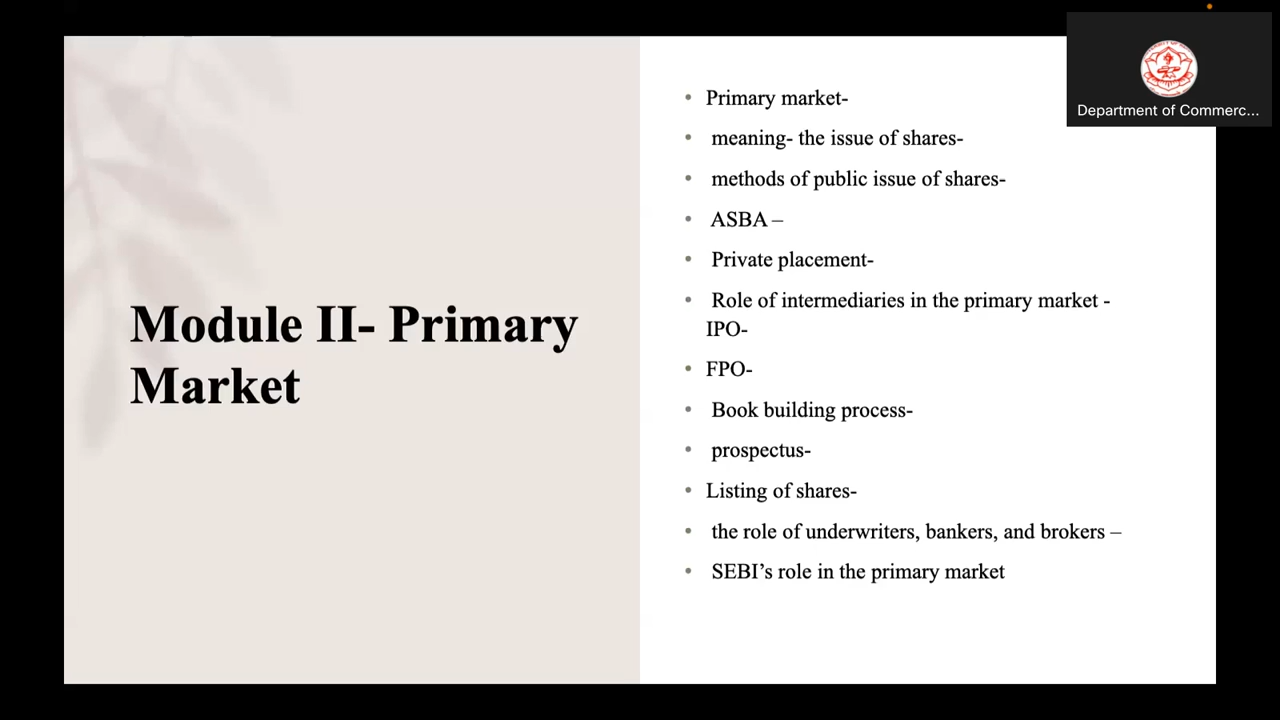 Module II- Primary
Market
• Primary market-
• meaning- the issue of shares-
• methods of public issue of shares-
• ASBA –
• Private placement-
• Role of intermediaries in the primary market -
IPO-
• FPO-
• Book building process-
• prospectus-
• Listing of shares-
• the role of underwriters, bankers, and brokers –
• SEBI’s role in the primary market
Department of Commerc...